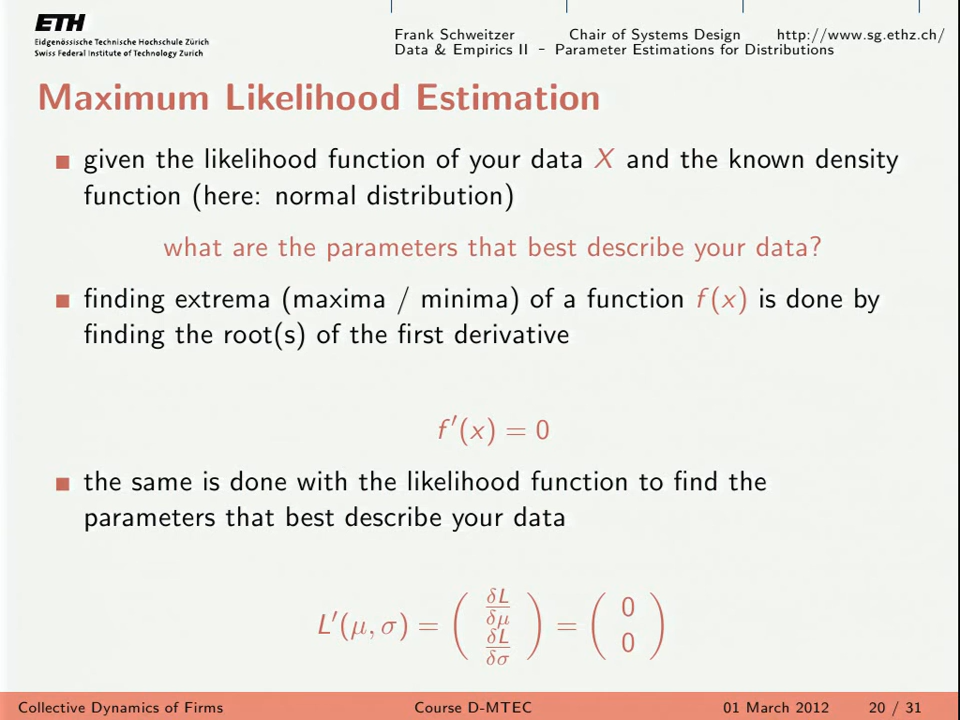 ETH
Eidgenössische Technische Hochschule Zürich
Swiss Federal Institute of Technology Zurich
Frank Schweitzer Chair of Systems Design http://www.sg.ethz.ch/
Data & Empirics II - Parameter Estimations for Distributions
Maximum Likelihood Estimation
given the likelihood function of your data X and the known density
function (here: normal distribution)
what are the parameters that best describe your data?
finding extrema (maxima / minima) of a function f(x) is done by
finding the root(s) of the first derivative
f′(x) = 0
the same is done with the likelihood function to find the
parameters that best describe your data
L′(μ, σ) = ( δL/δμ δL/δσ ) = ( 0 0 )
Collective Dynamics of Firms Course D-MTEC 01 March 2012 20 / 31